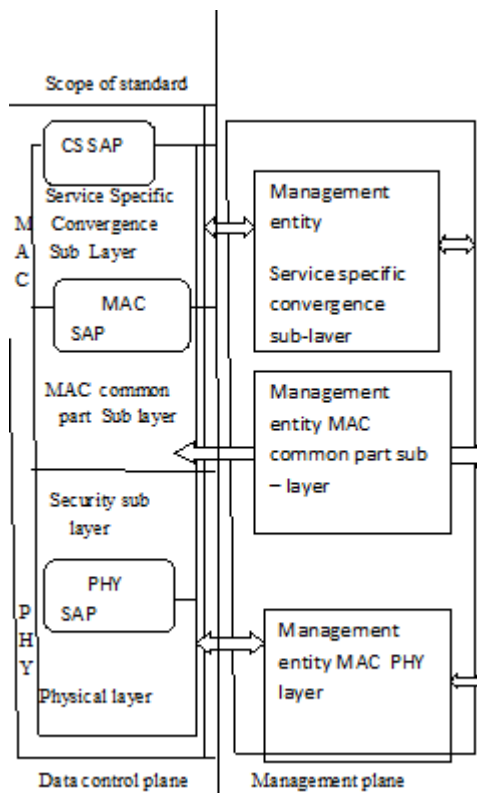 Scope of standard
CS SAP
Service Specific
M Convergence
A Sub Layer
C
MAC
SAP
MAC common
part Sub layer
Security sub
layer
PHY
SAP
P
H
Y
Physical layer
Data control plane
Management
entity
Service specific
convergence
sub-laver
Management
entity MAC
common part sub
– layer
Management
entity MAC PHY
layer
Management plane